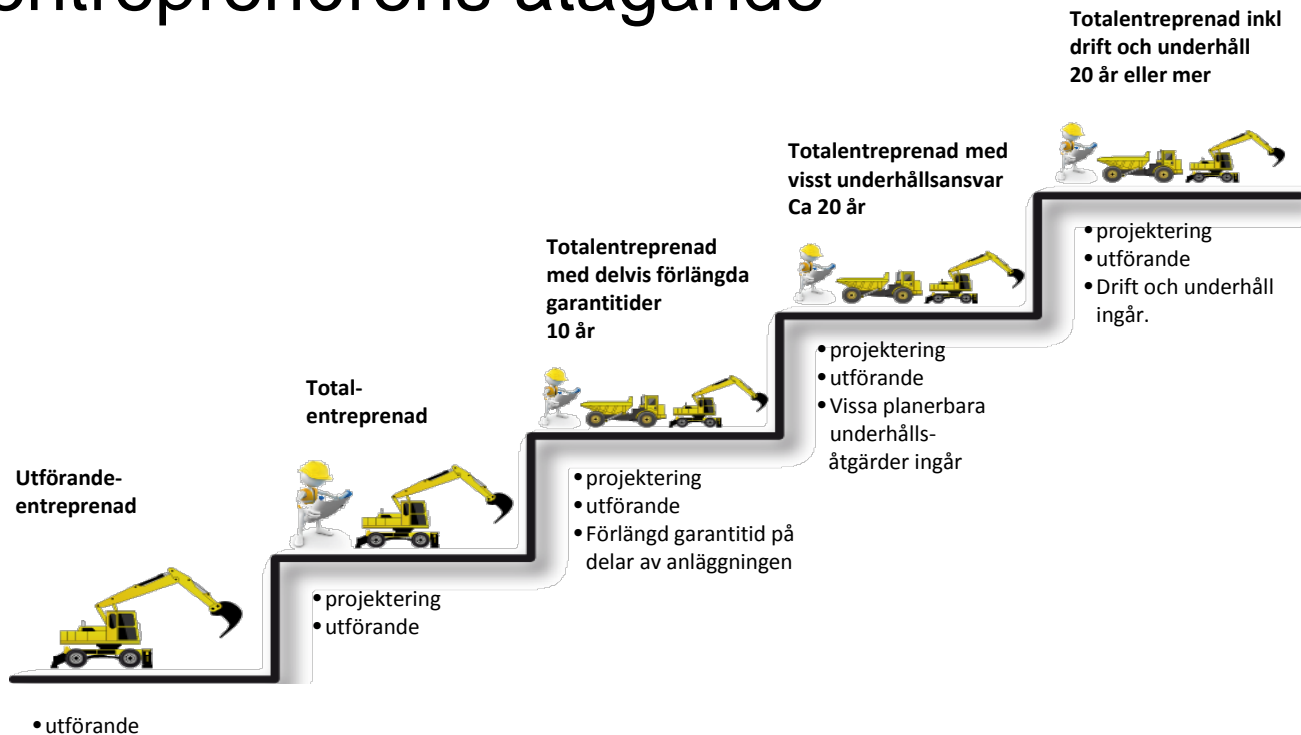 entreprenörens åtagande
Totalentreprenad inkl
drift och underhåll
20 år eller mer
Totalentreprenad med
visst underhållsansvar
Ca 20 år
Totalentreprenad
med delvis förlängda
garantitider
10 år
Total-
entreprenad
Utförande-
entreprenad
• utförande
• projektering
• utförande
• projektering
• utförande
• Förlängd garantitid på
delar av anläggningen
• projektering
• utförande
• Vissa planerbara
underhålls-
åtgärder ingår
• projektering
• utförande
• Drift och underhåll
ingår.